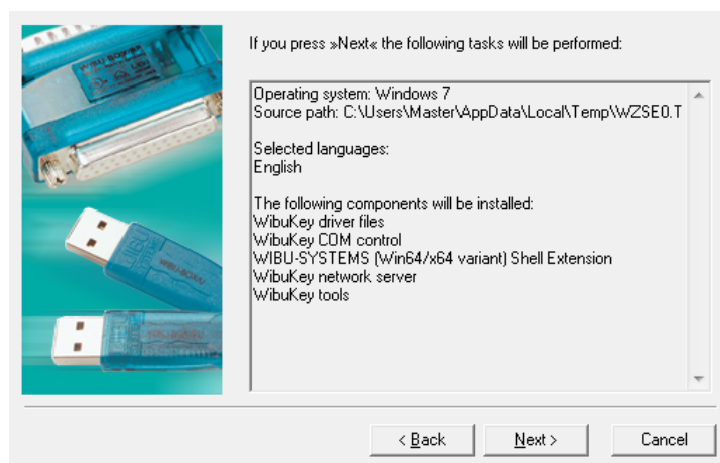 If you press »Next« the following tasks will be performed:
Operating system: Windows 7
Source path: C:\Users\Master\AppData\Local\Temp\WZSE0.T
Selected languages:
English
The following components will be installed:
WibuKey driver files
WibuKey COM control
WIBU-SYSTEMS (Win64/x64 variant) Shell Extension
WibuKey network server
WibuKey tools
< Back
Next >
Cancel